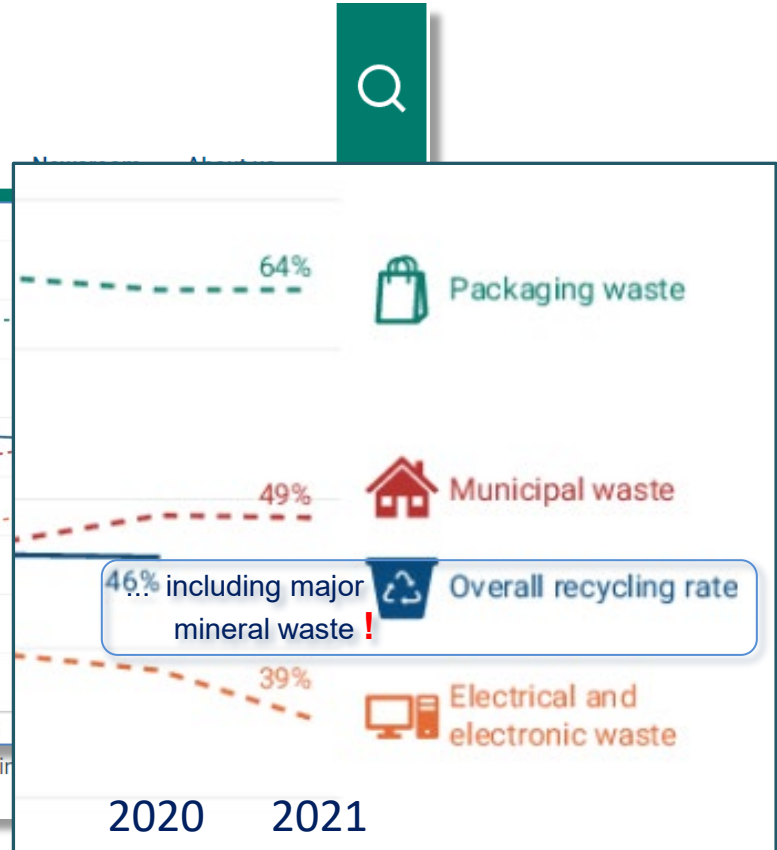 64%
Packaging waste
49%
Municipal waste
46%
... including major
mineral waste !
Overall recycling rate
39%
Electrical and
electronic waste
2020 2021